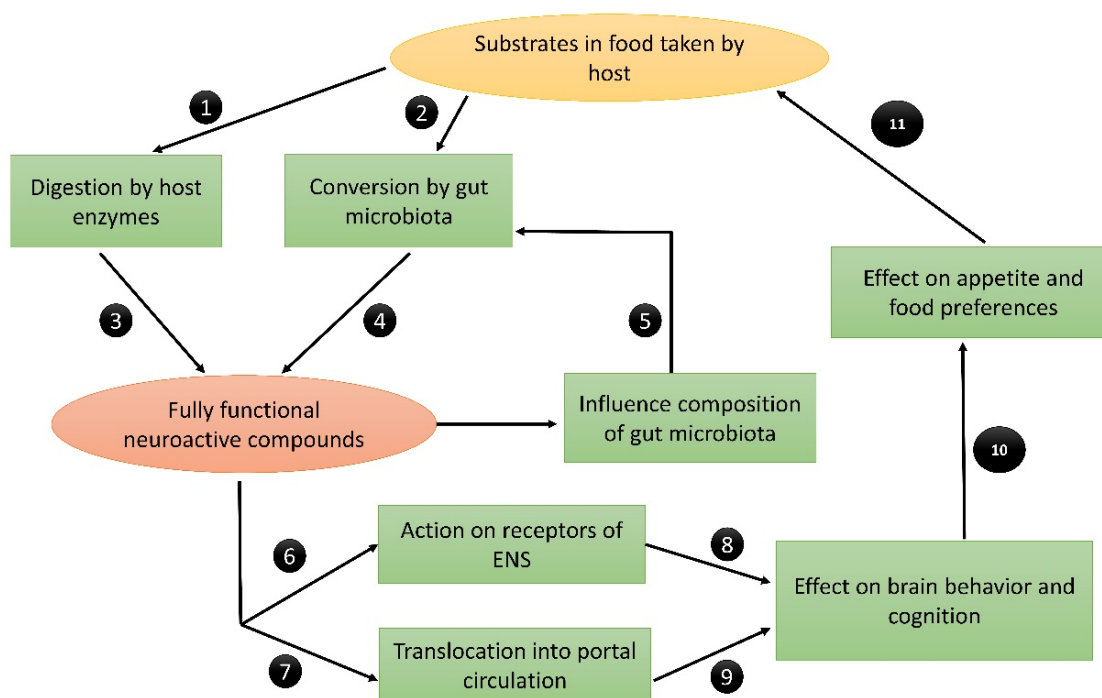 Substrates in food taken by
host
1
2
11
Digestion by host
enzymes
Conversion by gut
microbiota
Effect on appetite and
food preferences
3
4
5
Fully functional
neuroactive compounds
Influence composition
of gut microbiota
10
6
Action on receptors of
ENS
8
Effect on brain behavior and
cognition
7
Translocation into portal
circulation
9